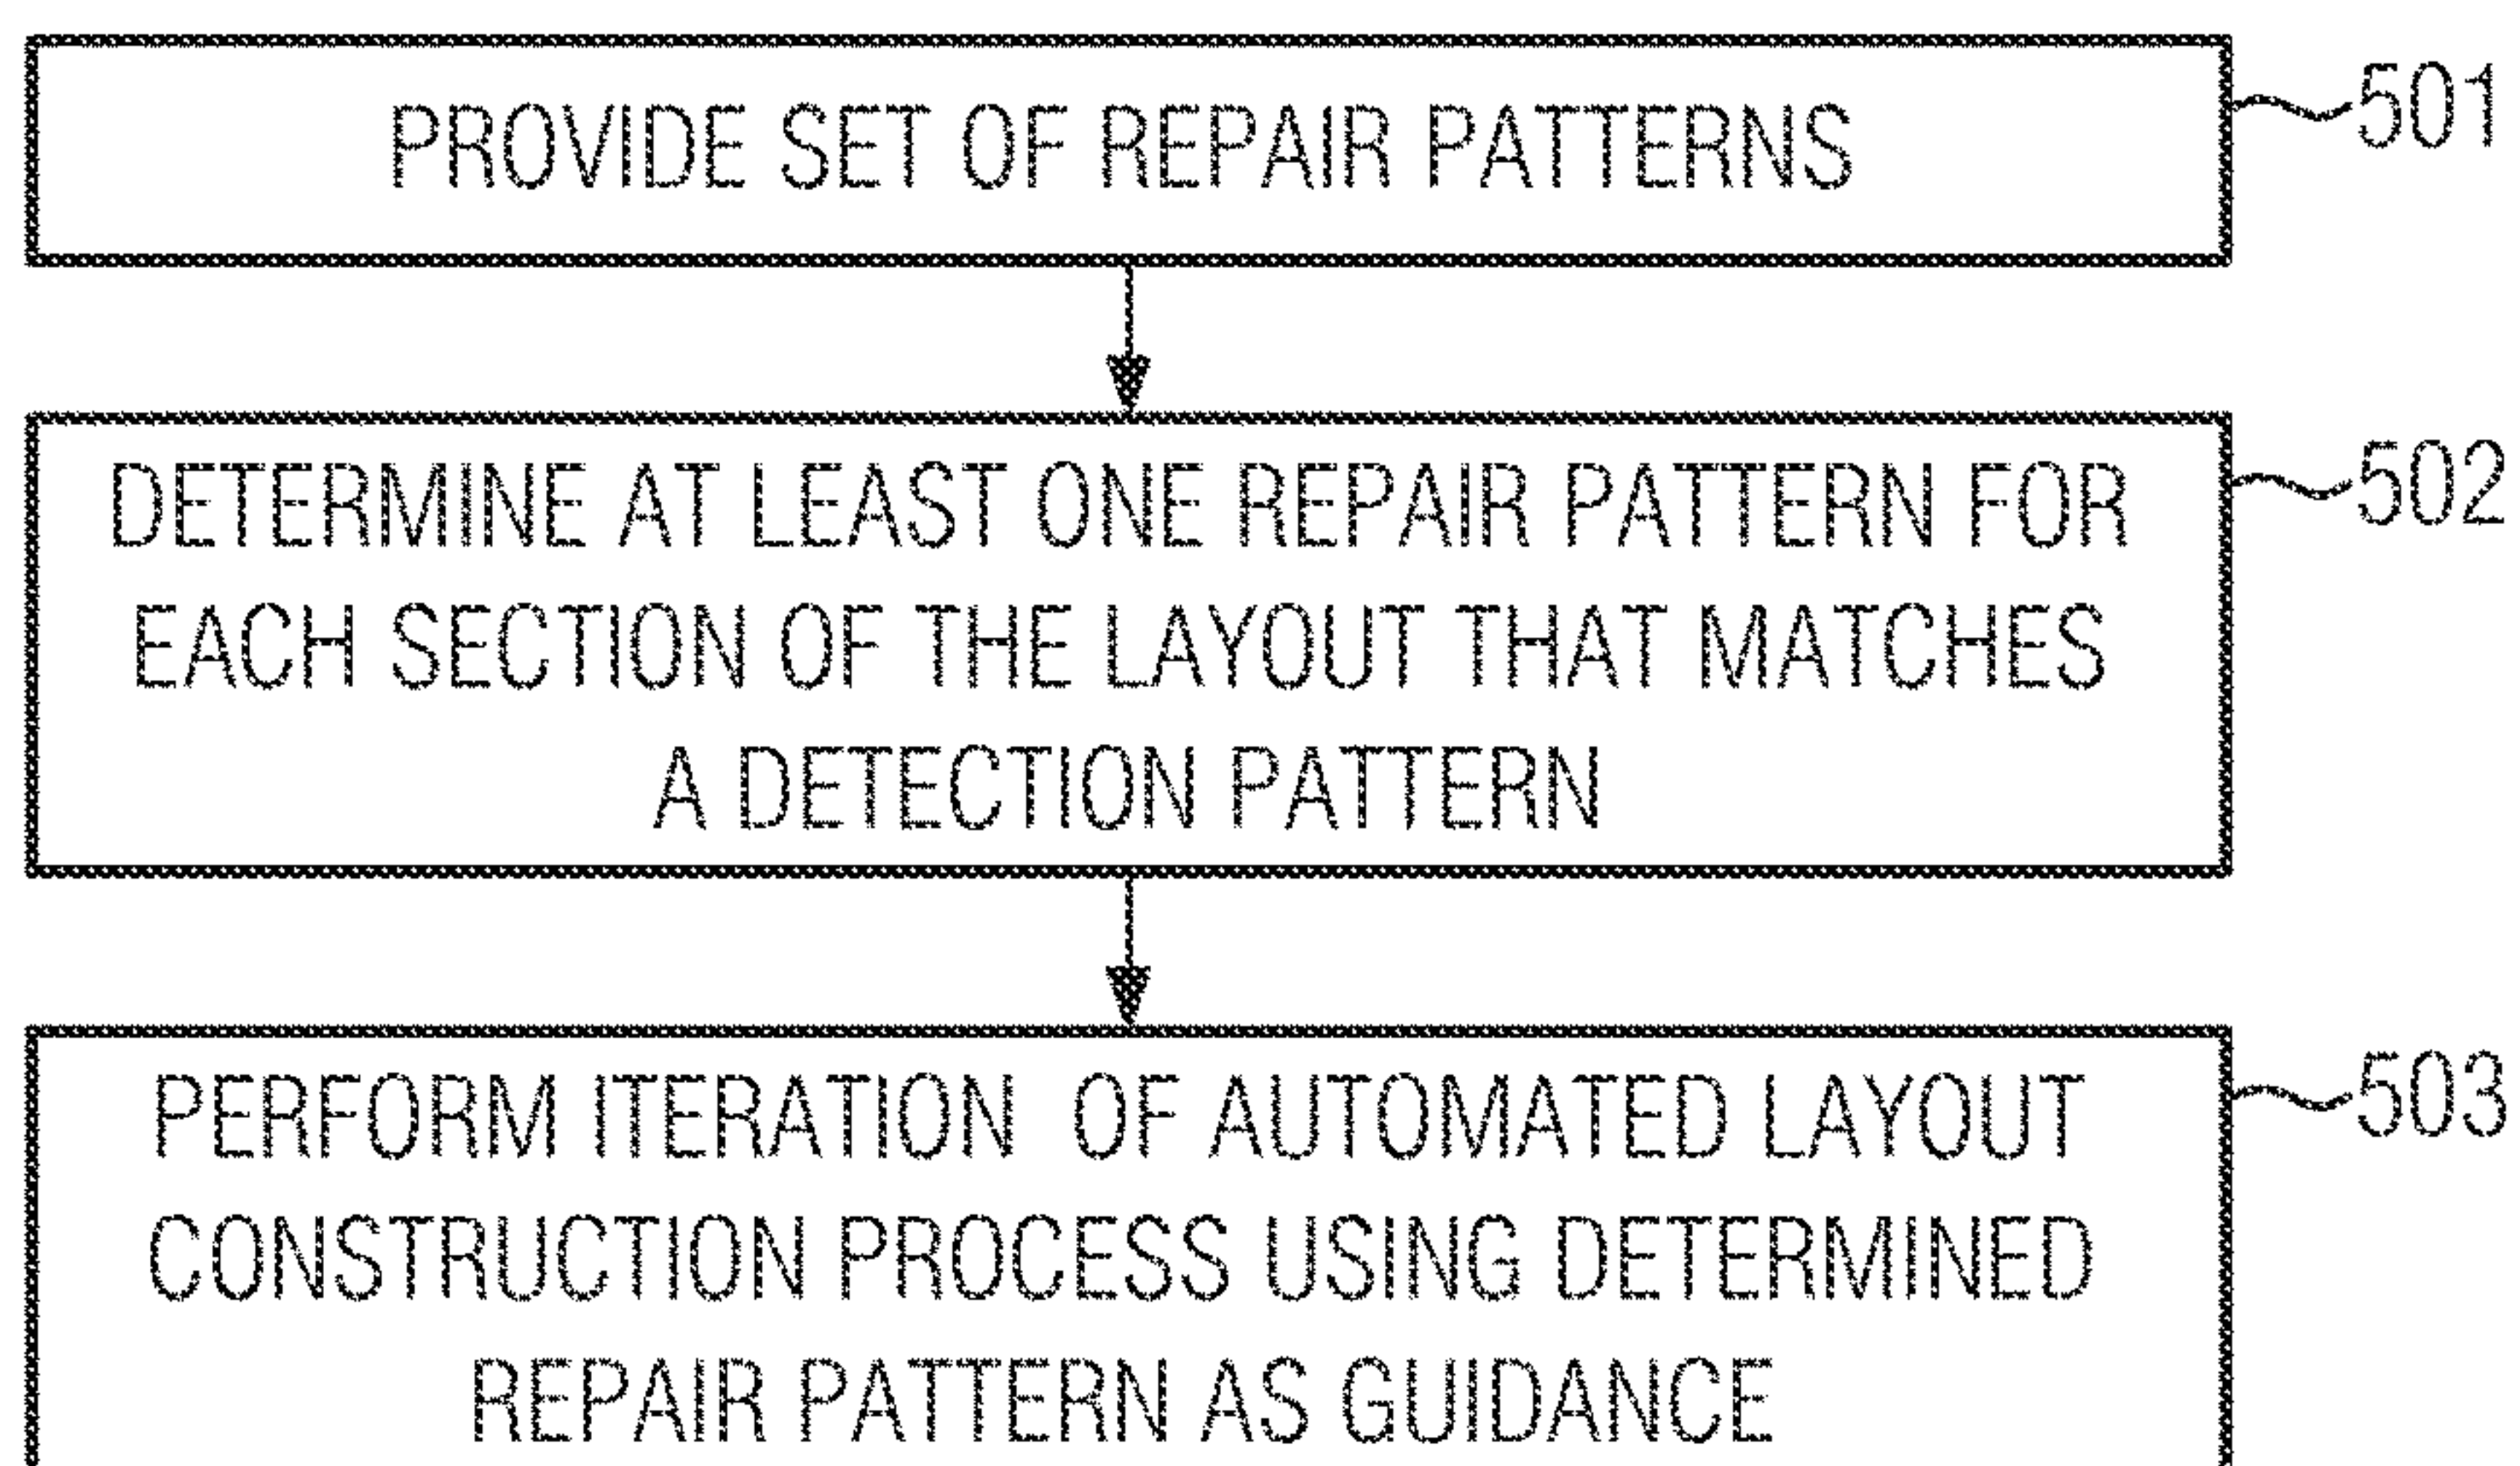 PROVIDE SET OF REPAIR PATTERNS
501
DETERMINE AT LEAST ONE REPAIR PATTERN FOR
EACH SECTION OF THE LAYOUT THAT MATCHES
A DETECTION PATTERN
502
PERFORM ITERATION OF AUTOMATED LAYOUT
CONSTRUCTION PROCESS USING DETERMINED
REPAIR PATTERN AS GUIDANCE
503